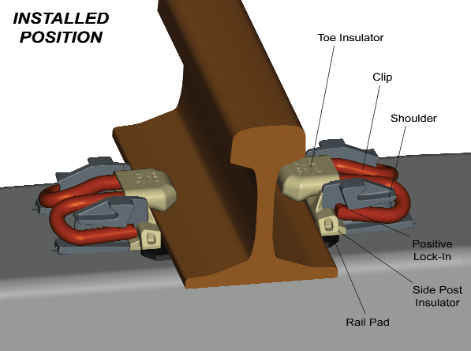 INSTALLED
POSITION
Toe Insulator
Clip
Shoulder
Positive
Lock-In
Side Post
Insulator
Rail Pad